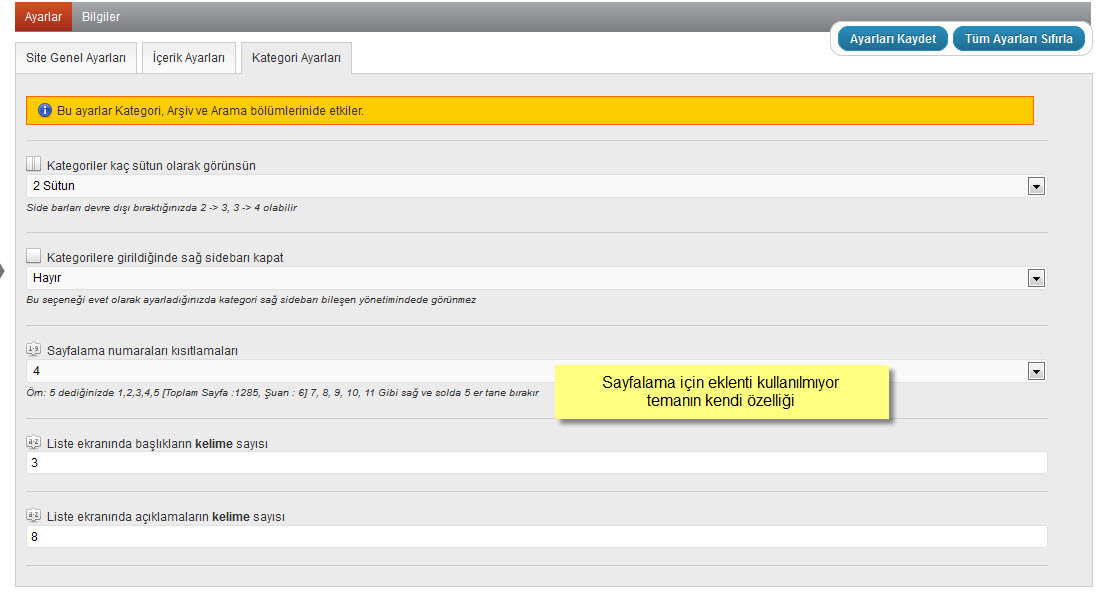 Ayarlar Bilgiler
Ayarları Kaydet Tüm Ayarları Sıfırla
Site Genel Ayarları İçerik Ayarları Kategori Ayarları
Bu ayarlar Kategori, Arşiv ve Arama bölümlerinide etkiler.
Kategoriler kaç sütun olarak görünsün
2 Sütun
Side barları devre dışı bıraktığınızda 2 -> 3, 3 -> 4 olabilir
Kategorilere girildiğinde sağ sidebarı kapat
Hayır
Bu seçeneği evet olarak ayarladığınızda kategori sağ sidebarı bileşen yönetimindede görünmez
1-9 Sayfalama numaraları kısıtlamaları
4
Örn: 5 dediğinizde 1,2,3,4,5 [Toplam Sayfa :1285, Şuan : 6] 7, 8, 9, 10, 11 Gibi sağ ve solda 5 er tane bırakır
Sayfalama için eklenti kullanılmıyor
temanın kendi özelliği
a-z Liste ekranında başlıkların kelime sayısı
3
a-z Liste ekranında açıklamaların kelime sayısı
8